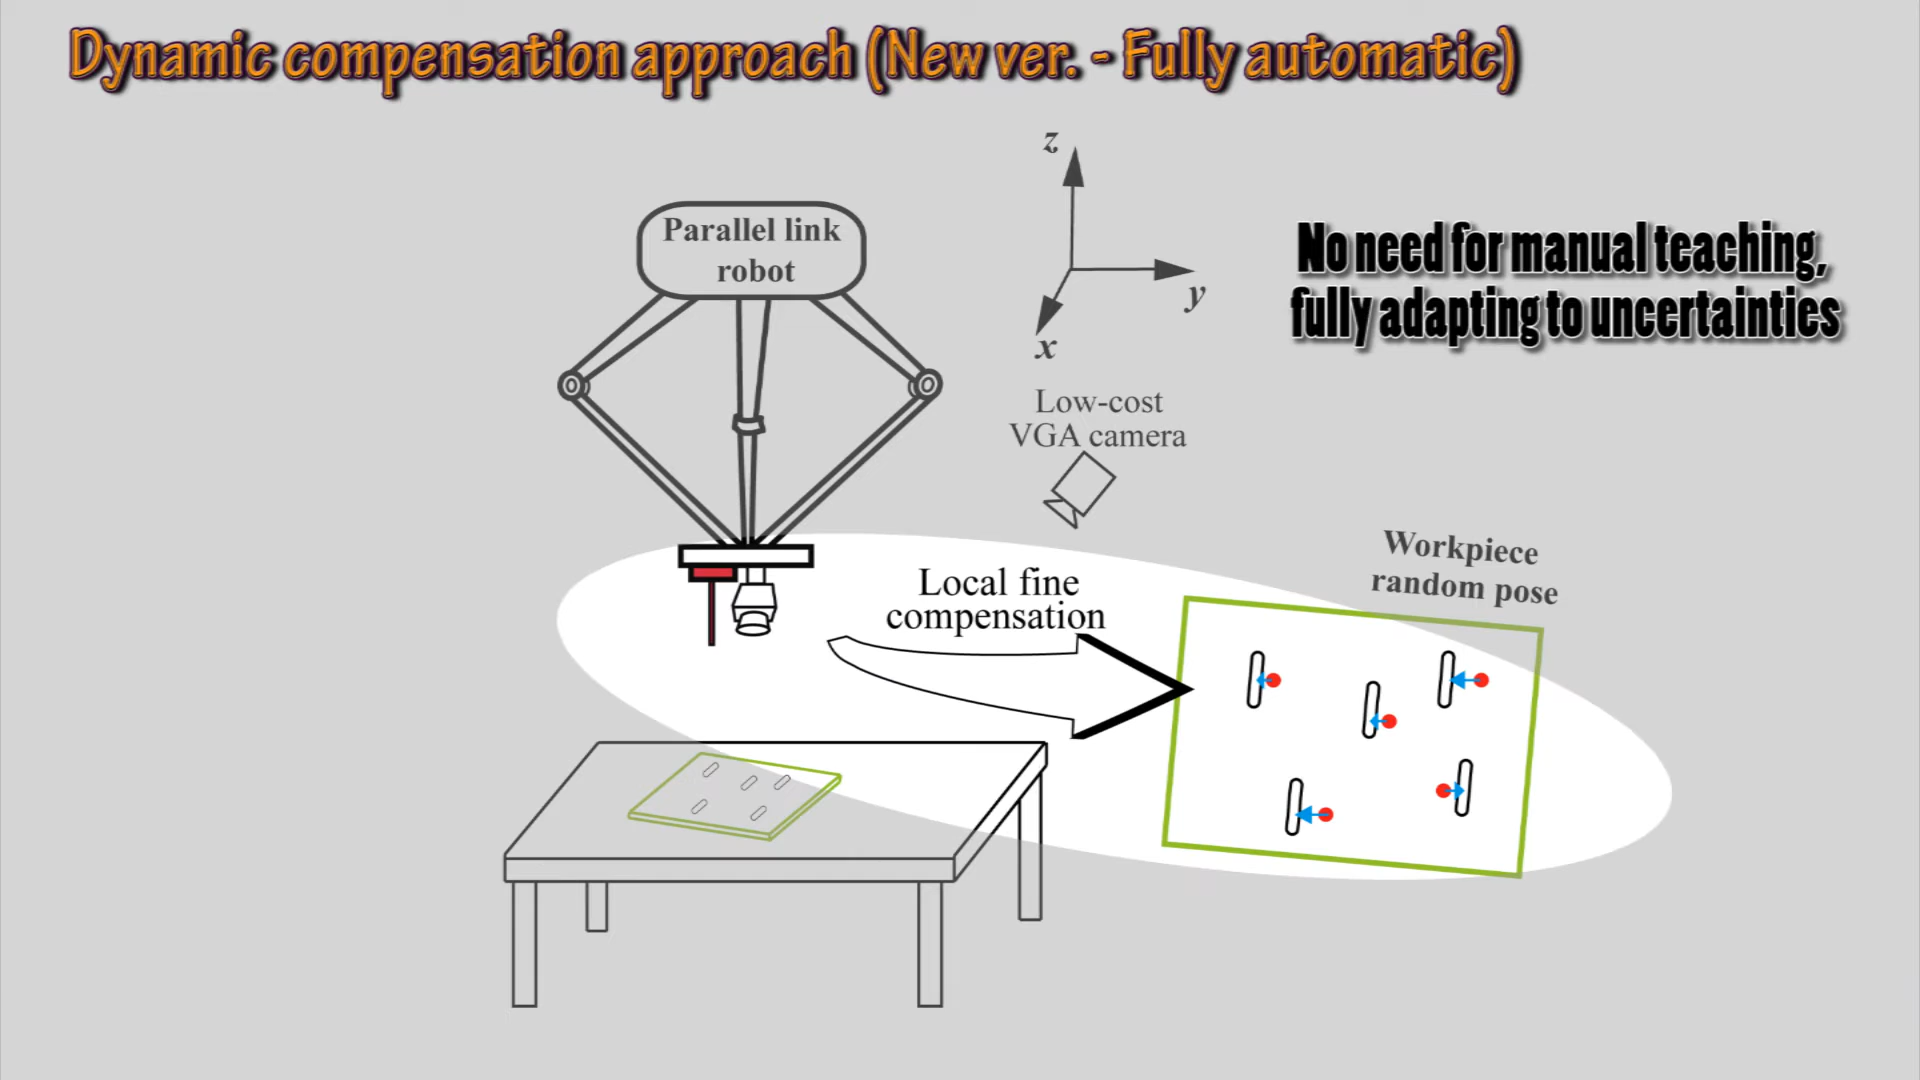 Dynamic compensation approach (New ver. - Fully automatic)
z
Parallel link
robot
No need for manual teaching,
fully adapting to uncertainties
y
x
Low-cost
VGA camera
Workpiece
random pose
Local fine
compensation